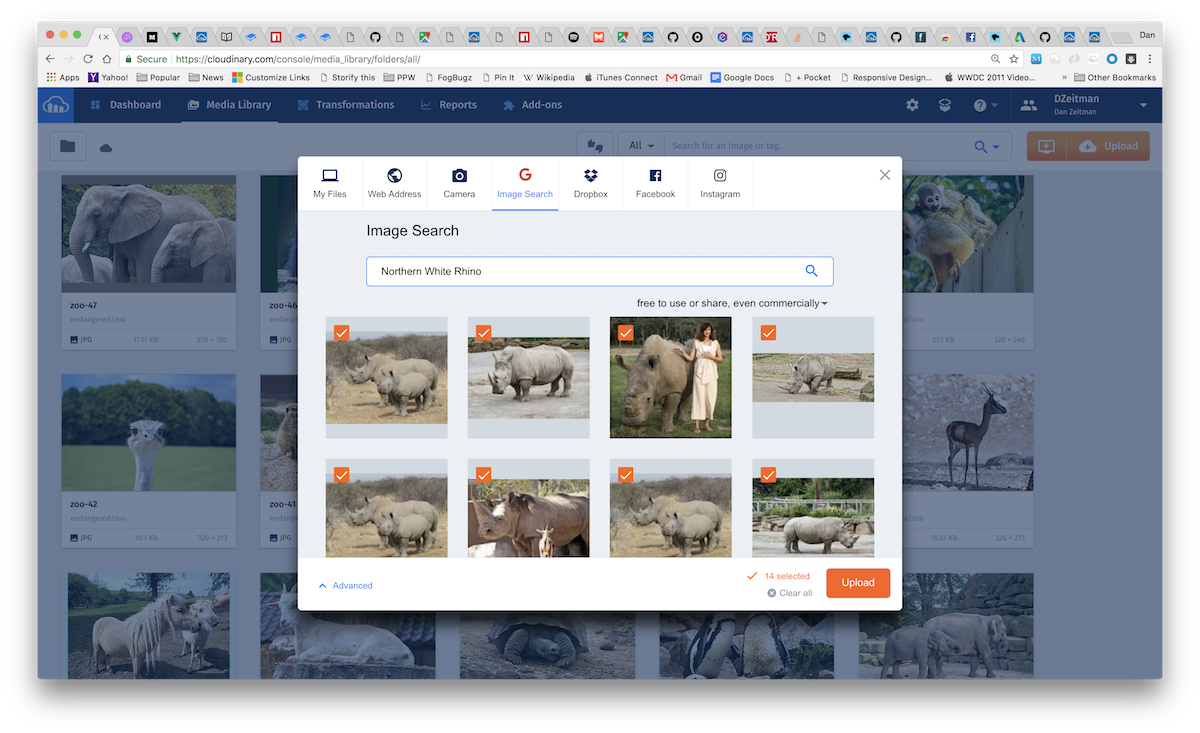 Dan
Secure https://cloudinary.com/console/media_library/folders/all/
Apps Yahoo! Popular News Customize Links Storify this PPW FogBugz Pin It Wikipedia iTunes Connect Gmail Google Docs + Pocket Responsive Design... WWDC 2011 Video... » Other Bookmarks
Dashboard Media Library Transformations Reports Add-ons DZeitman
Dan Zeitman
All Search for an Image or tag... Upload
My Files Web Address Camera Image Search Dropbox Facebook Instagram
Image Search
Northern White Rhino
free to use or share, even commercially
zoo-47 zoo-46
endangered/zoo /zoo
JPG 17.17 KB 320 × 180 JPG 21.1 KB 320 × 240
zoo-42 zoo-41
endangered/zoo /zoo
JPG 10.1 KB 320 × 213 JPG 18.57 KB 320 × 213
Advanced
14 selected
Clear all
Upload